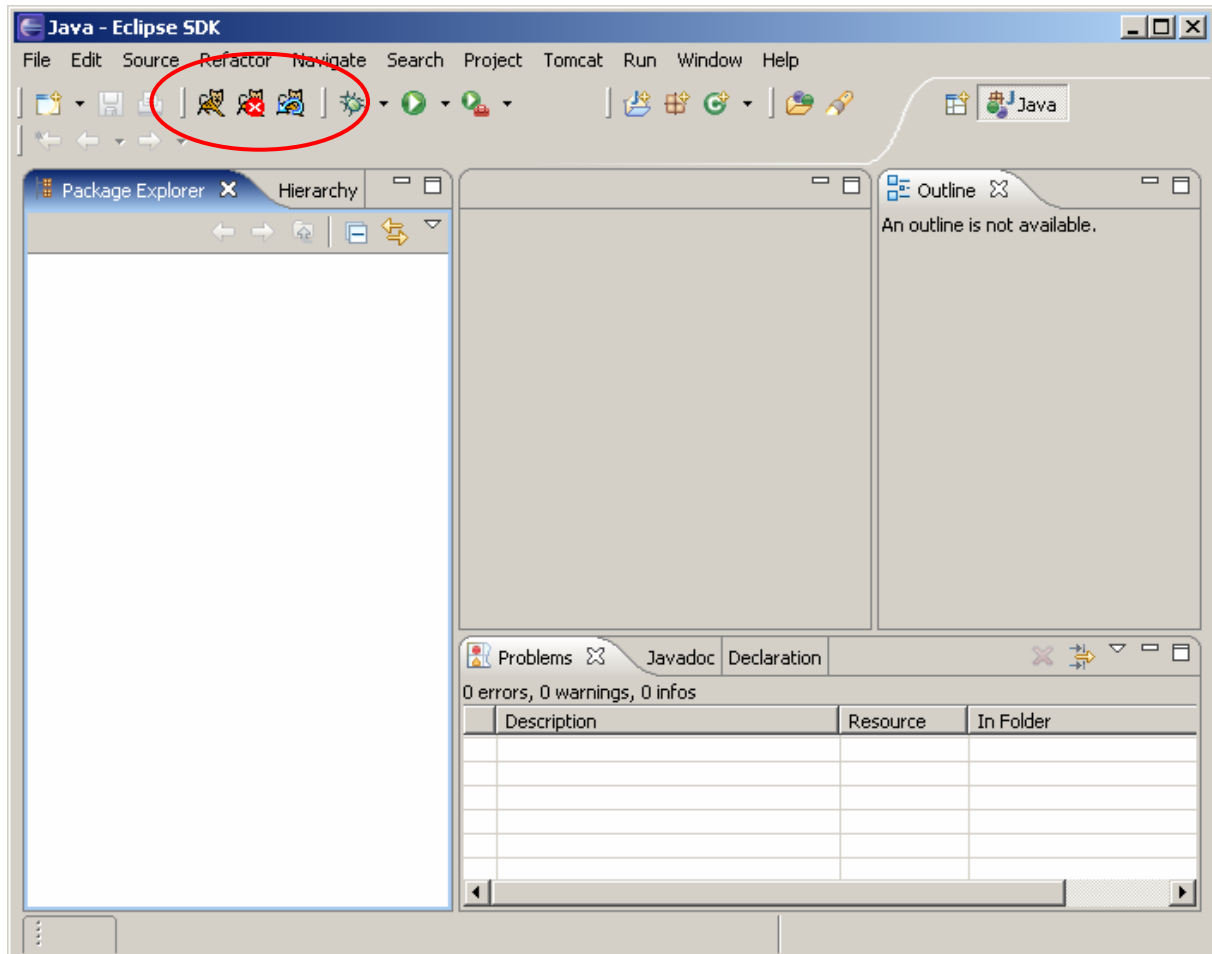 Java - Eclipse SDK
File Edit Source Refactor Navigate Search Project Tomcat Run Window Help
Java
Package Explorer Hierarchy
Outline
An outline is not available.
Problems Javadoc Declaration
0 errors, 0 warnings, 0 infos
Description Resource In Folder